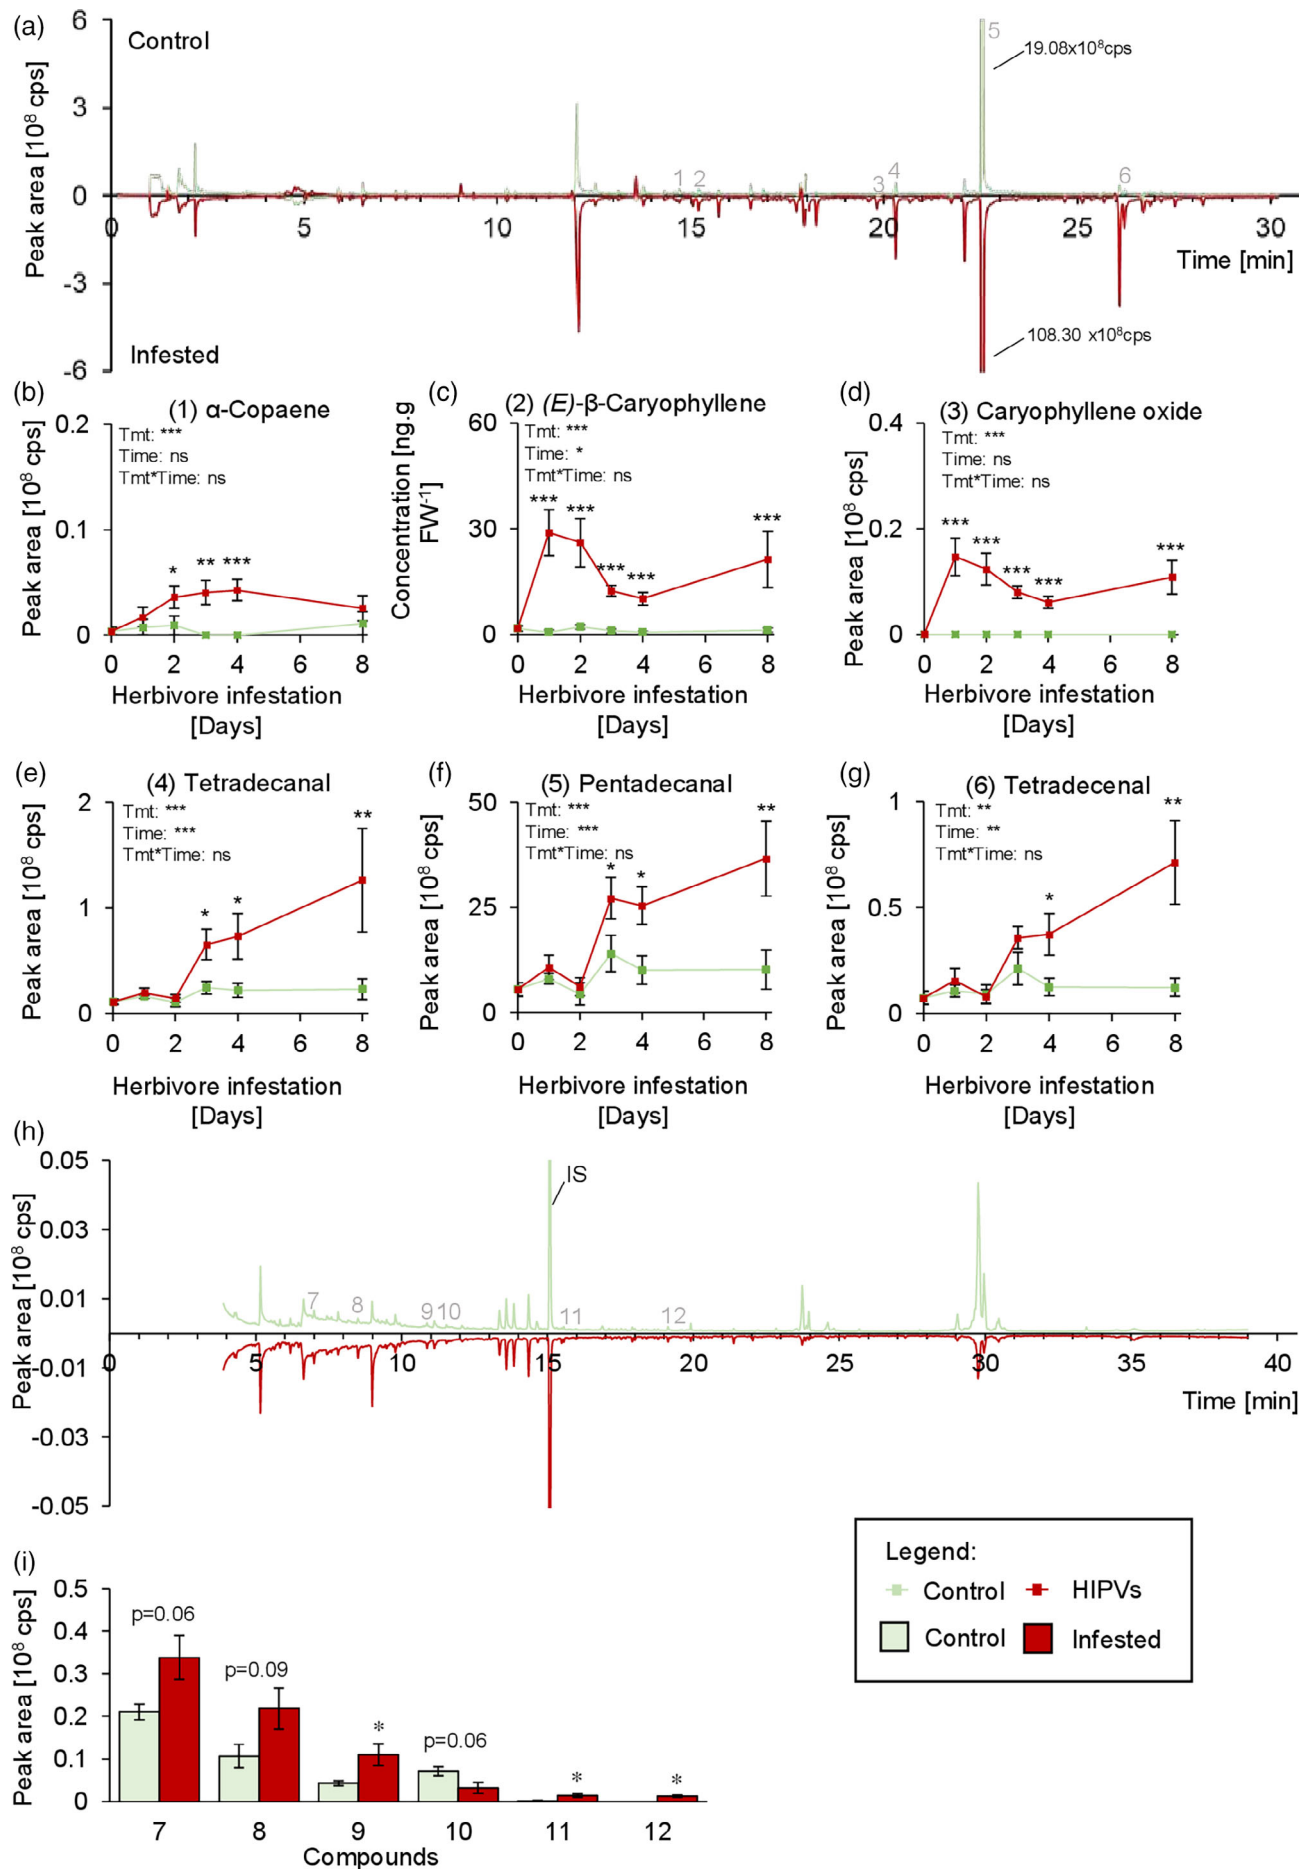 (a)
Control
Peak area [10⁸ cps]
6
3
0
-3
-6
5
19.08x10⁸cps
1 2
3
4
6
0 5 10 15 20 25 30
Time [min]
Infested
108.30 x10⁸cps
(b)
(1) α-Copaene
Peak area [10⁸ cps]
0.2
0.1
0
Tmt: ***
Time: ns
Tmt*Time: ns
* ** ***
0 2 4 6 8
Herbivore infestation
[Days]
(c)
(2) (E)-β-Caryophyllene
Concentration [ng.g
FW⁻¹]
60
30
0
Tmt: ***
Time: *
Tmt*Time: ns
*** *** *** *** ***
0 2 4 6 8
Herbivore infestation
[Days]
(d)
(3) Caryophyllene oxide
Peak area [10⁸ cps]
0.4
0.2
0
Tmt: ***
Time: ns
Tmt*Time: ns
*** *** *** *** ***
0 2 4 6 8
Herbivore infestation
[Days]
(e)
(4) Tetradecanal
Peak area [10⁸ cps]
2
1
0
Tmt: ***
Time: ***
Tmt*Time: ns
* * **
0 2 4 6 8
Herbivore infestation
[Days]
(f)
(5) Pentadecanal
Peak area [10⁸ cps]
50
25
0
Tmt: ***
Time: ***
Tmt*Time: ns
* * **
0 2 4 6 8
Herbivore infestation
[Days]
(g)
(6) Tetradecenal
Peak area [10⁸ cps]
1
0.5
0
Tmt: **
Time: **
Tmt*Time: ns
* **
0 2 4 6 8
Herbivore infestation
[Days]
(h)
Peak area [10⁸ cps]
0.05
0.03
0.01
-0.01
-0.03
-0.05
IS
7 8 9 10 11 12
0 5 10 15 20 25 30 35 40
Time [min]
(i)
Peak area [10⁸ cps]
0.5
0.4
0.3
0.2
0.1
0
p=0.06
p=0.09
*
p=0.06
*
*
7 8 9 10 11 12
Compounds
Legend:
Control HIPVs
Control Infested